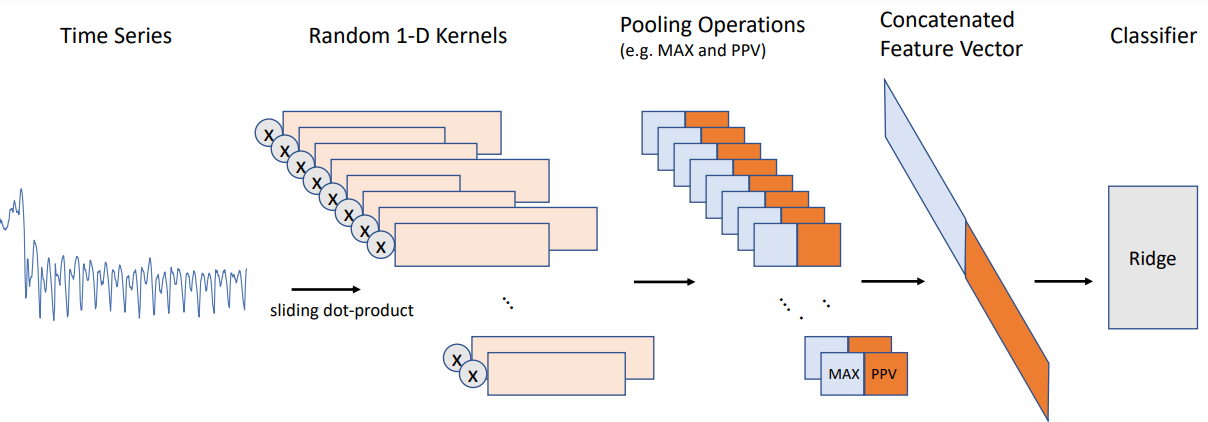 Time Series
Random 1-D Kernels
Pooling Operations
(e.g. MAX and PPV)
Concatenated
Feature Vector
Classifier
X
X
X
X
X
X
X
X
sliding dot-product
X
X
MAX
PPV
Ridge